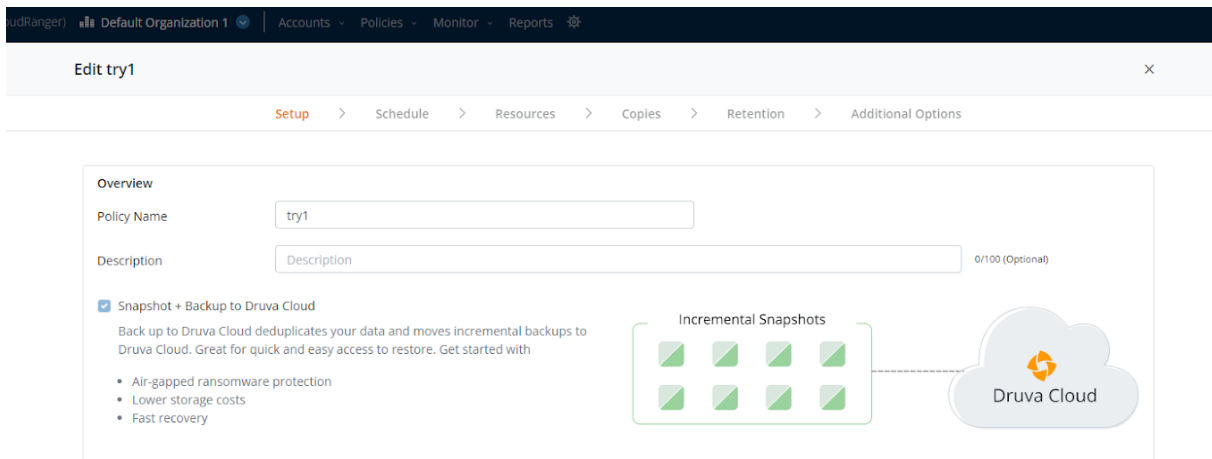 Default Organization 1 Accounts Policies Monitor Reports
Edit try1
Setup Schedule Resources Copies Retention Additional Options
Overview
Policy Name try1
Description Description 0/100 (Optional)
Snapshot + Backup to Druva Cloud
Back up to Druva Cloud deduplicates your data and moves incremental backups to
Druva Cloud. Great for quick and easy access to restore. Get started with
Air-gapped ransomware protection
Lower storage costs
Fast recovery
Incremental Snapshots
Druva Cloud